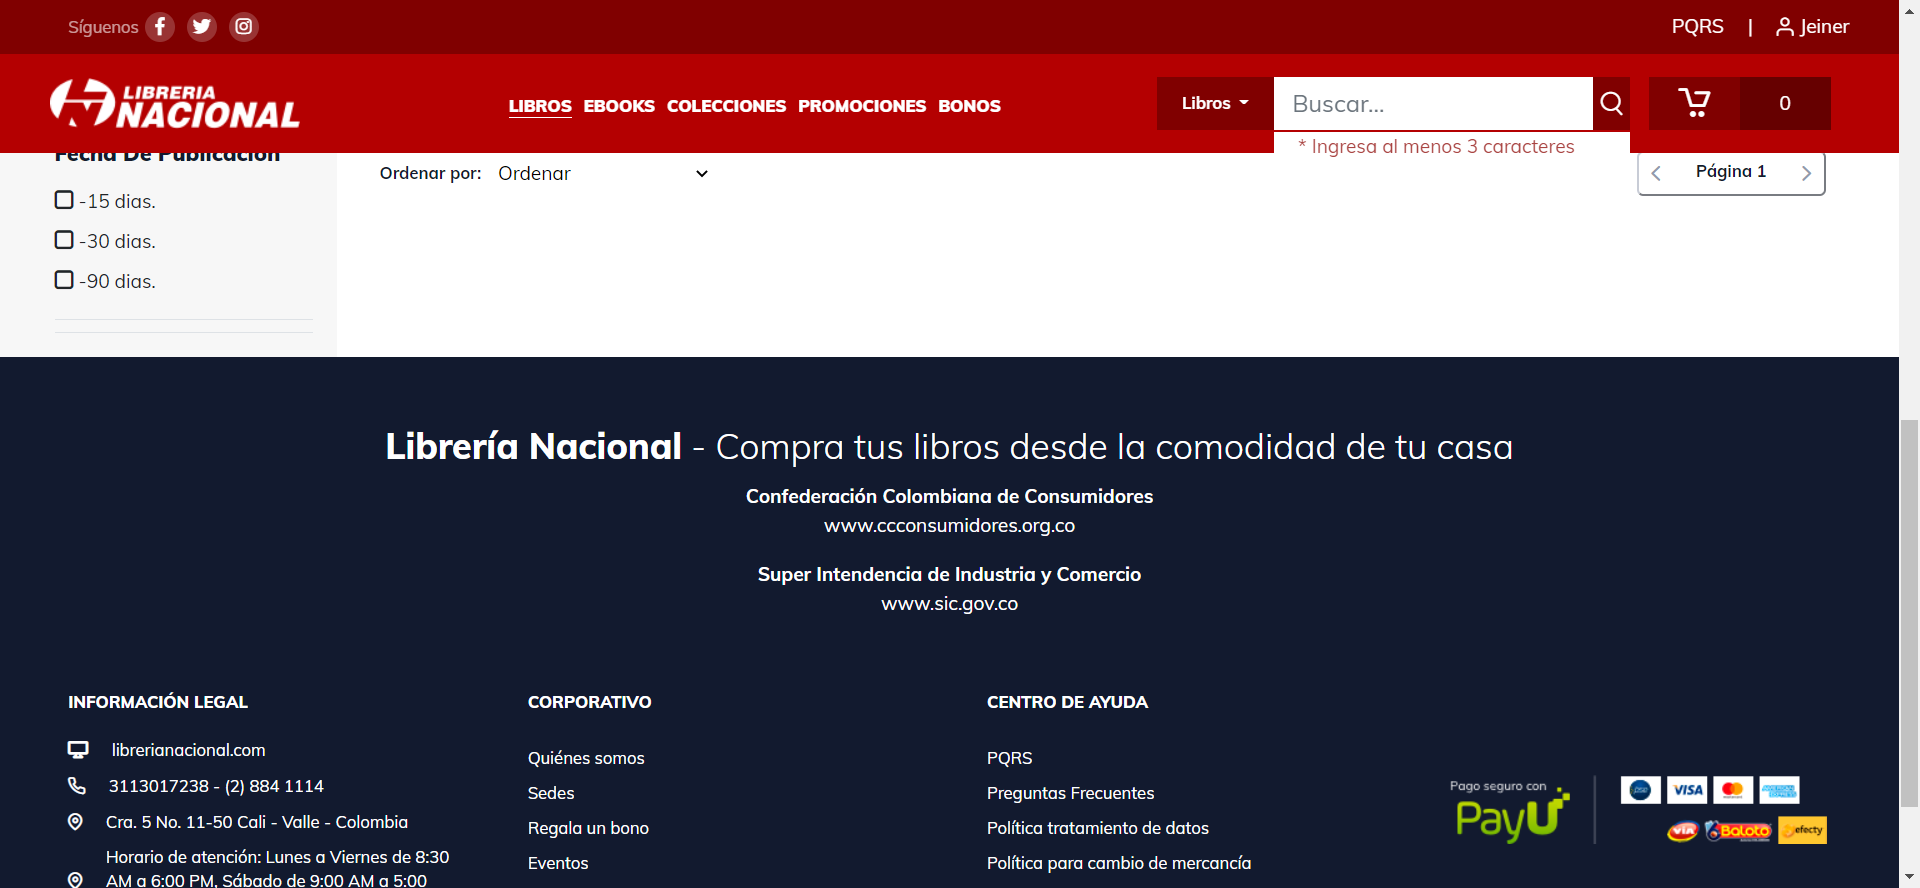 Síguenos
PQRS | Jeiner
LIBRERIA
NACIONAL
LIBROS EBOOKS COLECCIONES PROMOCIONES BONOS
Libros
Buscar...
0
* Ingresa al menos 3 caracteres
Fecha De Publicación
-15 dias.
-30 dias.
-90 dias.
Ordenar por: Ordenar
Página 1
Librería Nacional - Compra tus libros desde la comodidad de tu casa
Confederación Colombiana de Consumidores
www.ccconsumidores.org.co
Super Intendencia de Industria y Comercio
www.sic.gov.co
INFORMACIÓN LEGAL
librerianacional.com
3113017238 - (2) 884 1114
Cra. 5 No. 11-50 Cali - Valle - Colombia
Horario de atención: Lunes a Viernes de 8:30
AM a 6:00 PM, Sábado de 9:00 AM a 5:00
CORPORATIVO
Quiénes somos
Sedes
Regala un bono
Eventos
CENTRO DE AYUDA
PQRS
Preguntas Frecuentes
Política tratamiento de datos
Política para cambio de mercancía
Pago seguro con
PayU
pse VISA mastercard AMERICAN EXPRESS
VIA Baloto efecty